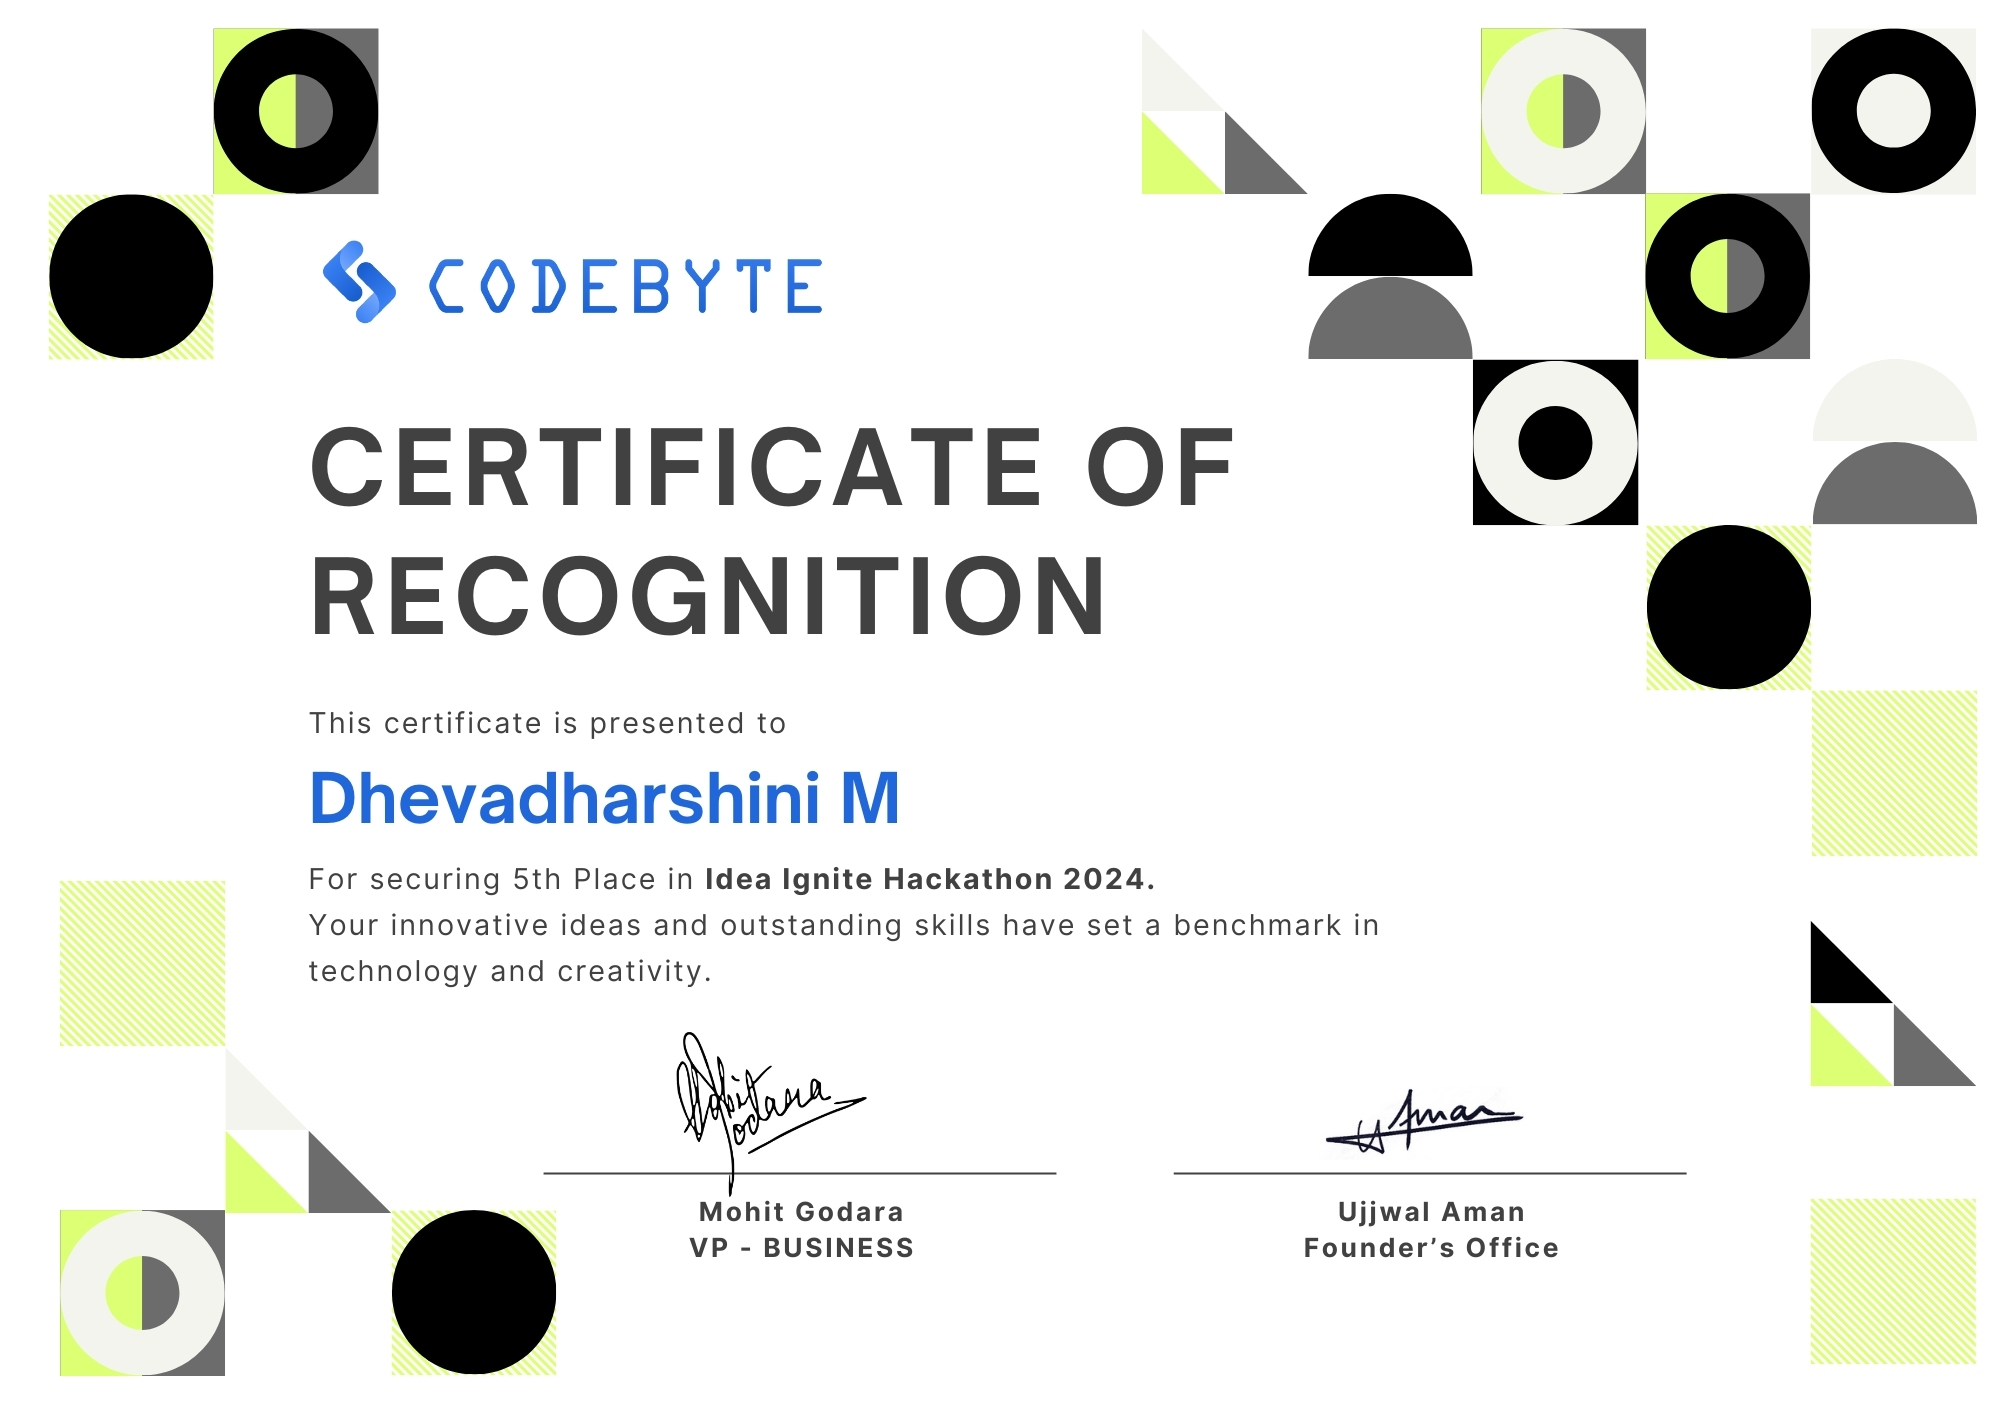 CODEBYTE
CERTIFICATE OF
RECOGNITION
This certificate is presented to
Dhevadharshini M
For securing 5th Place in Idea Ignite Hackathon 2024.
Your innovative ideas and outstanding skills have set a benchmark in
technology and creativity.
Mohit Godara
Aman
Mohit Godara
VP - BUSINESS
Ujjwal Aman
Founder’s Office